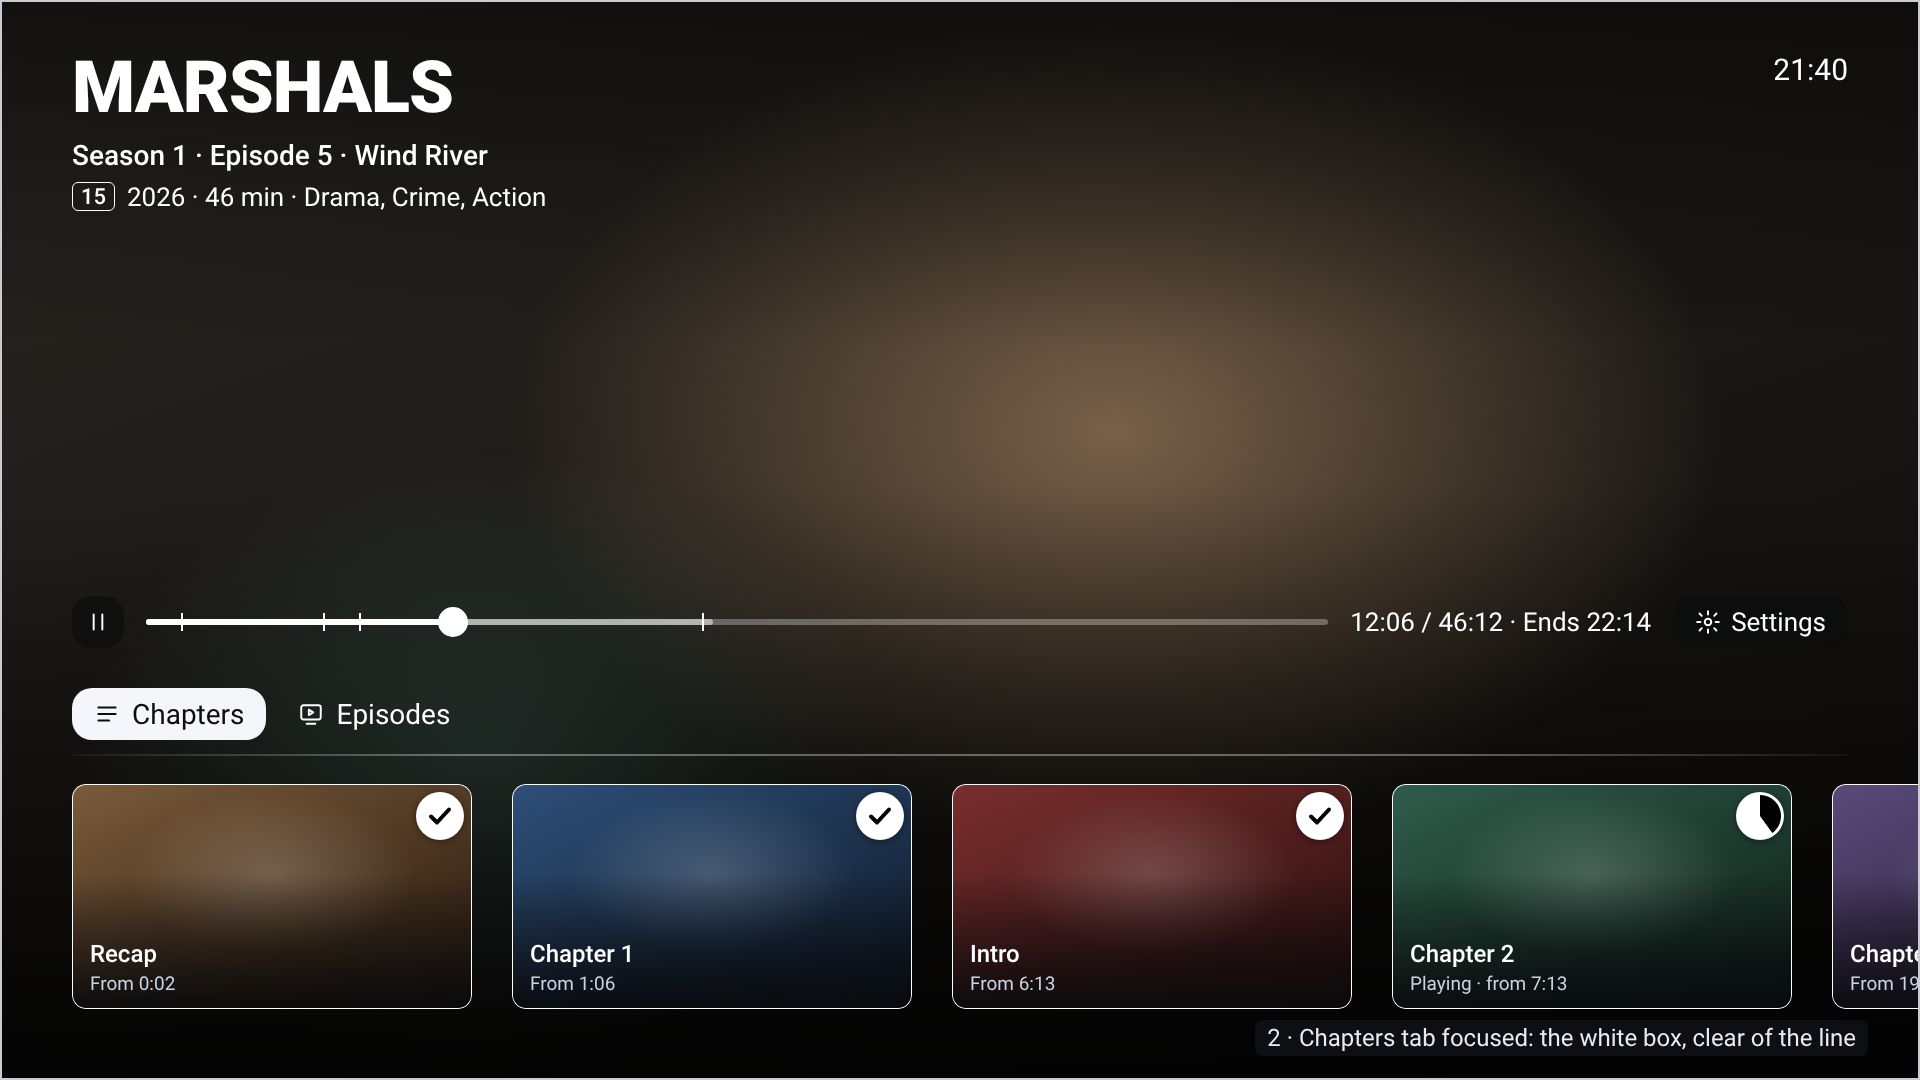 MARSHALS
21:40
Season 1 · Episode 5 · Wind River
15 2026 · 46 min · Drama, Crime, Action
12:06 / 46:12 · Ends 22:14
Settings
Chapters
Episodes
Recap
From 0:02
Chapter 1
From 1:06
Intro
From 6:13
Chapter 2
Playing · from 7:13
From 19
2 · Chapters tab focused: the white box, clear of the line